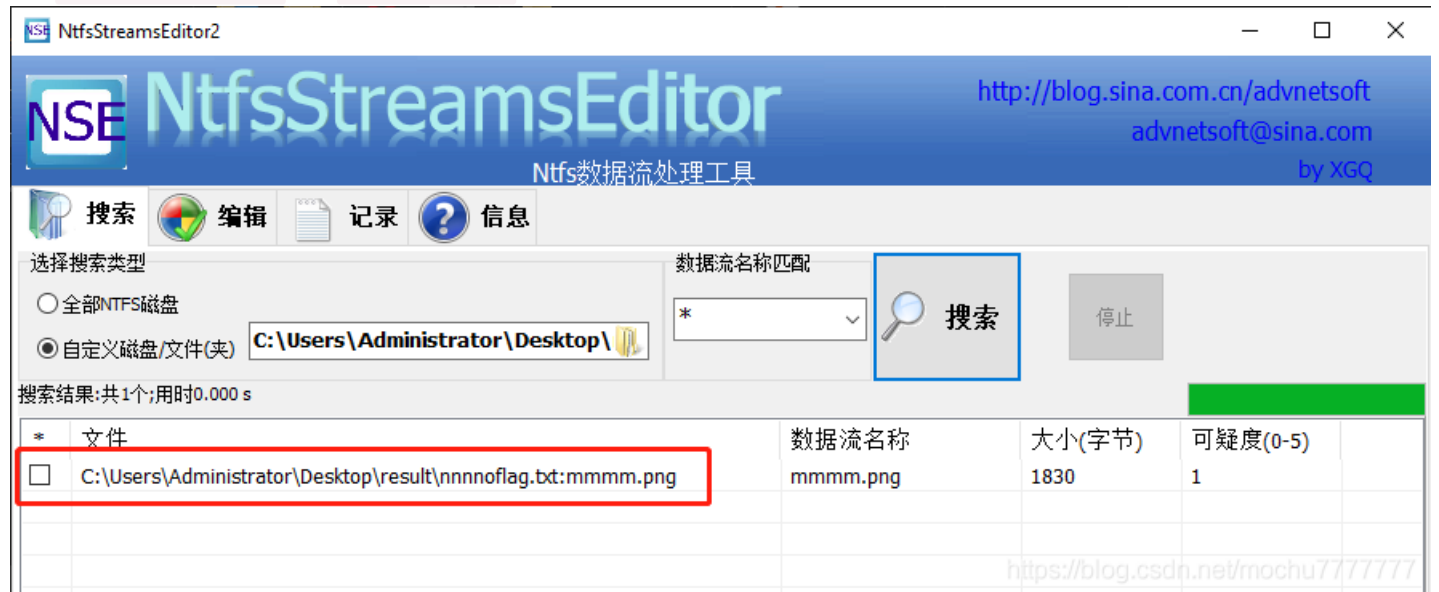 NSE NtfsStreamsEditor2
NSE NtfsStreamsEditor
http://blog.sina.com.cn/advnetsoft
advnetsoft@sina.com
Ntfs数据流处理工具
by XGQ
搜索 编辑 记录 信息
选择搜索类型 数据流名称匹配
全部NTFS磁盘
* 搜索 停止
自定义磁盘/文件(夹) C:\Users\Administrator\Desktop\
搜索结果:共1个;用时0.000 s
* 文件 数据流名称 大小(字节) 可疑度(0-5)
C:\Users\Administrator\Desktop\result\nnnnoflag.txt:mmmm.png mmmm.png 1830 1
https://blog.csdn.net/mochu7777777